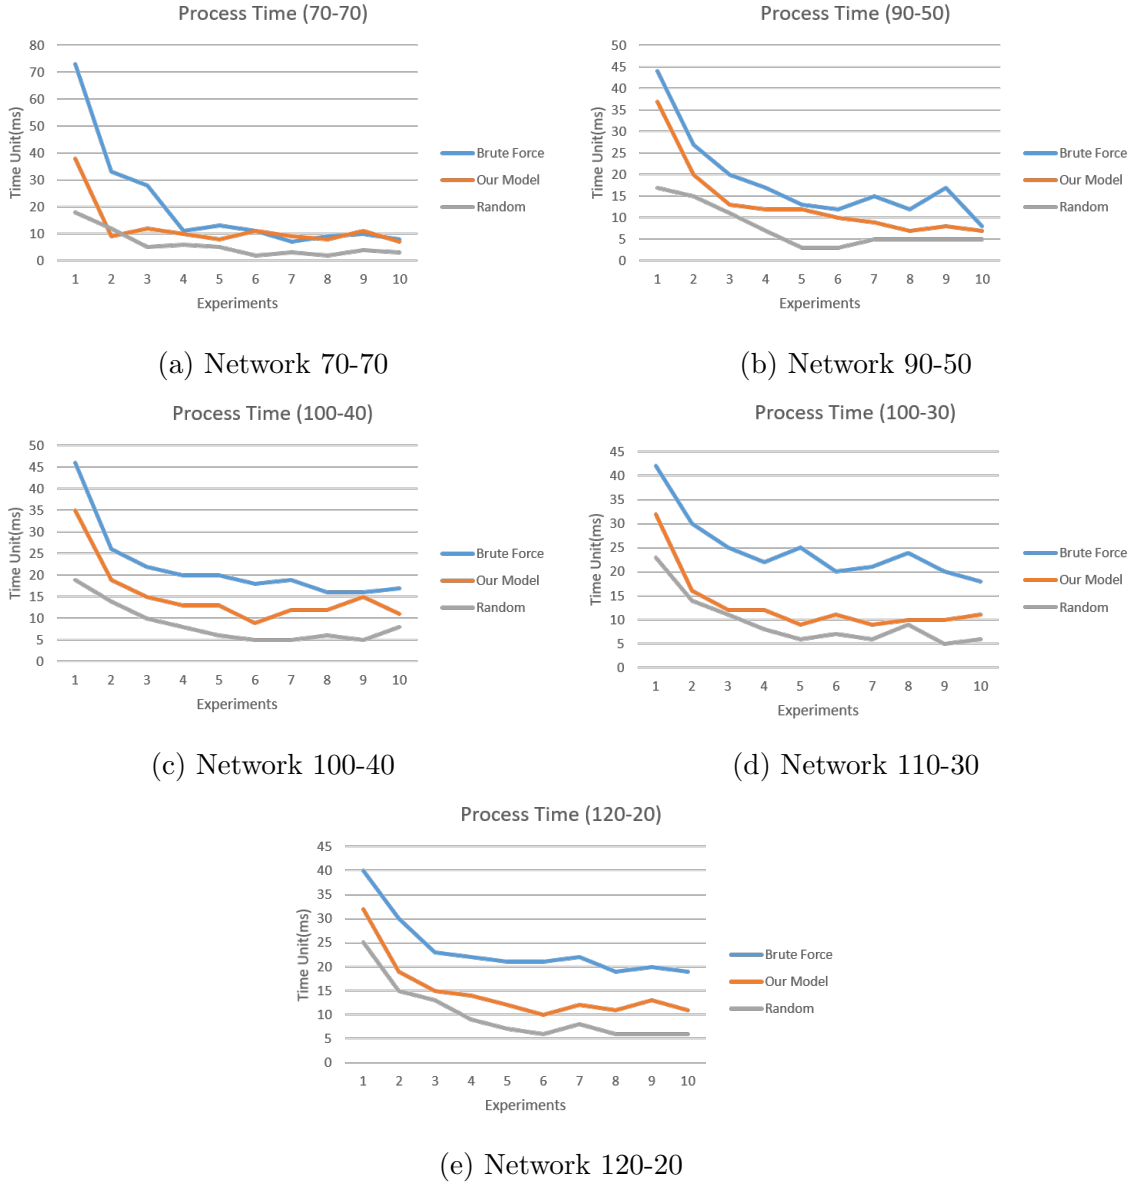 Process Time (70-70)
80
70
60
50
40
30
20
10
0
Time Unit(ms)
1 2 3 4 5 6 7 8 9 10
Experiments
Brute Force
Our Model
Random
(a) Network 70-70
Process Time (90-50)
50
45
40
35
30
25
20
15
10
5
0
Time Unit(ms)
1 2 3 4 5 6 7 8 9 10
Experiments
Brute Force
Our Model
Random
(b) Network 90-50
Process Time (100-40)
50
45
40
35
30
25
20
15
10
5
0
Time Unit(ms)
1 2 3 4 5 6 7 8 9 10
Experiments
Brute Force
Our Model
Random
(c) Network 100-40
Process Time (100-30)
45
40
35
30
25
20
15
10
5
0
Time Unit(ms)
1 2 3 4 5 6 7 8 9 10
Experiments
Brute Force
Our Model
Random
(d) Network 110-30
Process Time (120-20)
45
40
35
30
25
20
15
10
5
0
Time Unit(ms)
1 2 3 4 5 6 7 8 9 10
Experiments
Brute Force
Our Model
Random
(e) Network 120-20